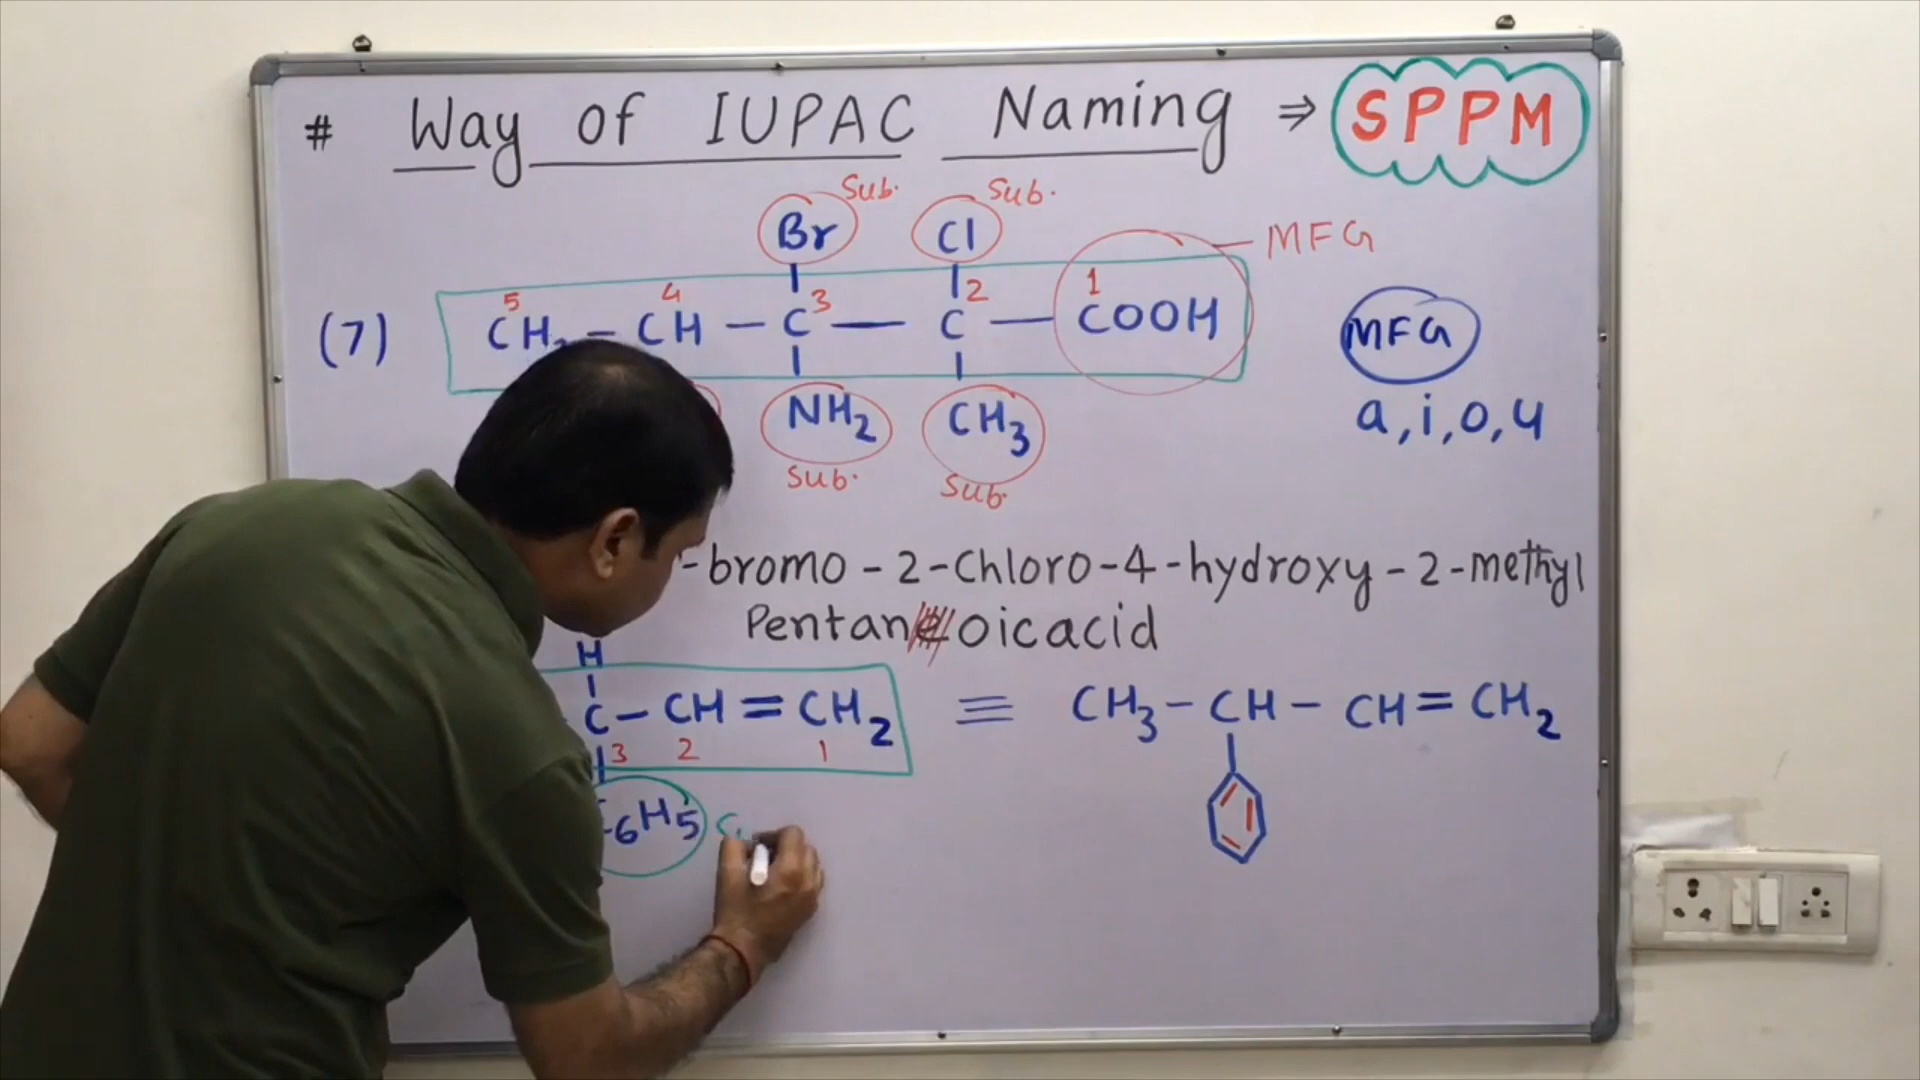 # Way of IUPAC Naming ⇒ SPPM
Sub. Sub.
Br Cl MFG
5 4 3 2 1
(7) CH – CH – C — C — COOH MFG
NH2 CH3 a, i, o, u
Sub. Sub.
-bromo-2-Chloro-4-hydroxy-2-methyl
Pentan oicacid
H
C – CH = CH2 ≡ CH3 – CH – CH = CH2
3 2 1
6H5